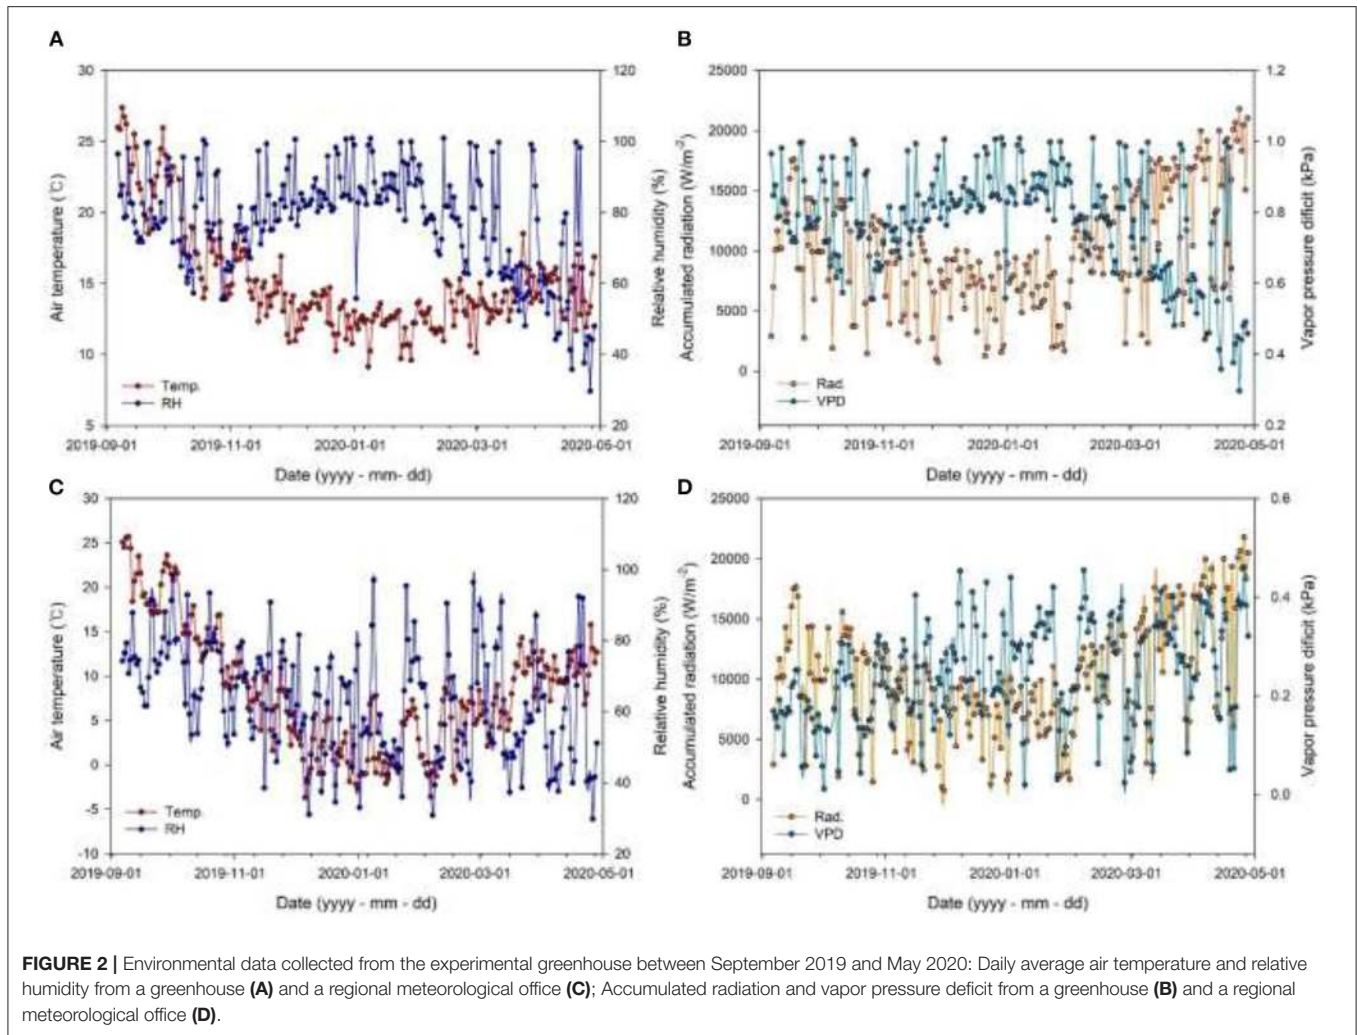 A
30
25
20
15
10
5
Air temperature (℃)
120
100
80
60
40
20
Relative humidity (%)
Temp.
RH
2019-09-01 2019-11-01 2020-01-01 2020-03-01 2020-05-01
Date (yyyy - mm- dd)
B
25000
20000
15000
10000
5000
0
Accumulated radiation (W/m⁻²)
1.2
1.0
0.8
0.6
0.4
0.2
Vapor pressure dificit (kPa)
Rad.
VPD
2019-09-01 2019-11-01 2020-01-01 2020-03-01 2020-05-01
Date (yyyy - mm - dd)
C
30
25
20
15
10
5
0
-5
-10
Air temperature (℃)
120
100
80
60
40
20
Relative humidity (%)
Temp.
RH
2019-09-01 2019-11-01 2020-01-01 2020-03-01 2020-05-01
Date (yyyy - mm - dd)
D
25000
20000
15000
10000
5000
0
Accumulated radiation (W/m⁻²)
0.6
0.4
0.2
0.0
Vapor pressure dificit (kPa)
Rad.
VPD
2019-09-01 2019-11-01 2020-01-01 2020-03-01 2020-05-01
Date (yyyy - mm - dd)
FIGURE 2 | Environmental data collected from the experimental greenhouse between September 2019 and May 2020: Daily average air temperature and relative
humidity from a greenhouse (A) and a regional meteorological office (C); Accumulated radiation and vapor pressure deficit from a greenhouse (B) and a regional
meteorological office (D).